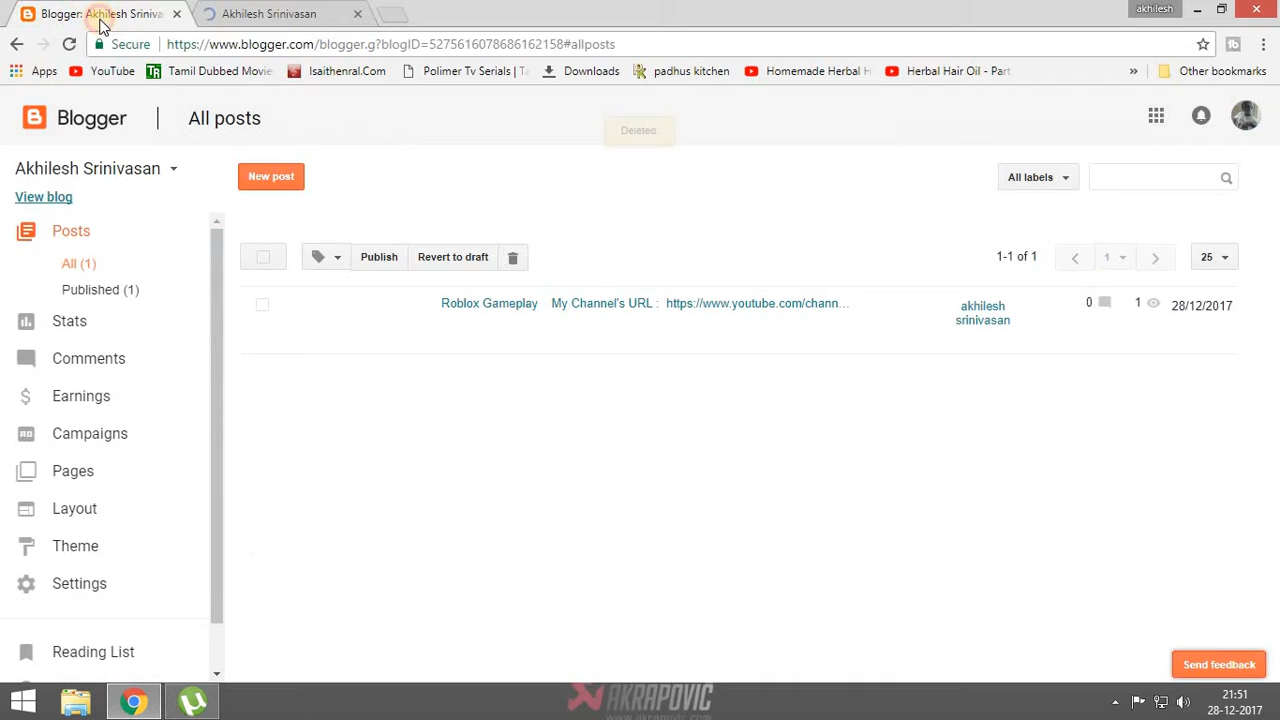 Blogger: Akhilesh Sriniva
Akhilesh Srinivasan
akhilesh
Secure
https://www.blogger.com/blogger.g?blogID=5275616078686162158#allposts
Apps
YouTube
Tamil Dubbed Movie
Isaithenral.Com
Polimer Tv Serials | Ta
Downloads
padhus kitchen
Homemade Herbal H
Herbal Hair Oil - Part
»
Other bookmarks
Blogger
All posts
Deleted.
Akhilesh Srinivasan
View blog
New post
All labels
Posts
All (1)
Published (1)
Stats
Comments
Earnings
Campaigns
Pages
Layout
Theme
Settings
Reading List
Publish
Revert to draft
1-1 of 1
1
25
Roblox Gameplay
My Channel's URL : https://www.youtube.com/chann...
akhilesh
srinivasan
0
1
28/12/2017
Send feedback
AKRAPOVIC
www.akrapovic.com
21:51
28-12-2017